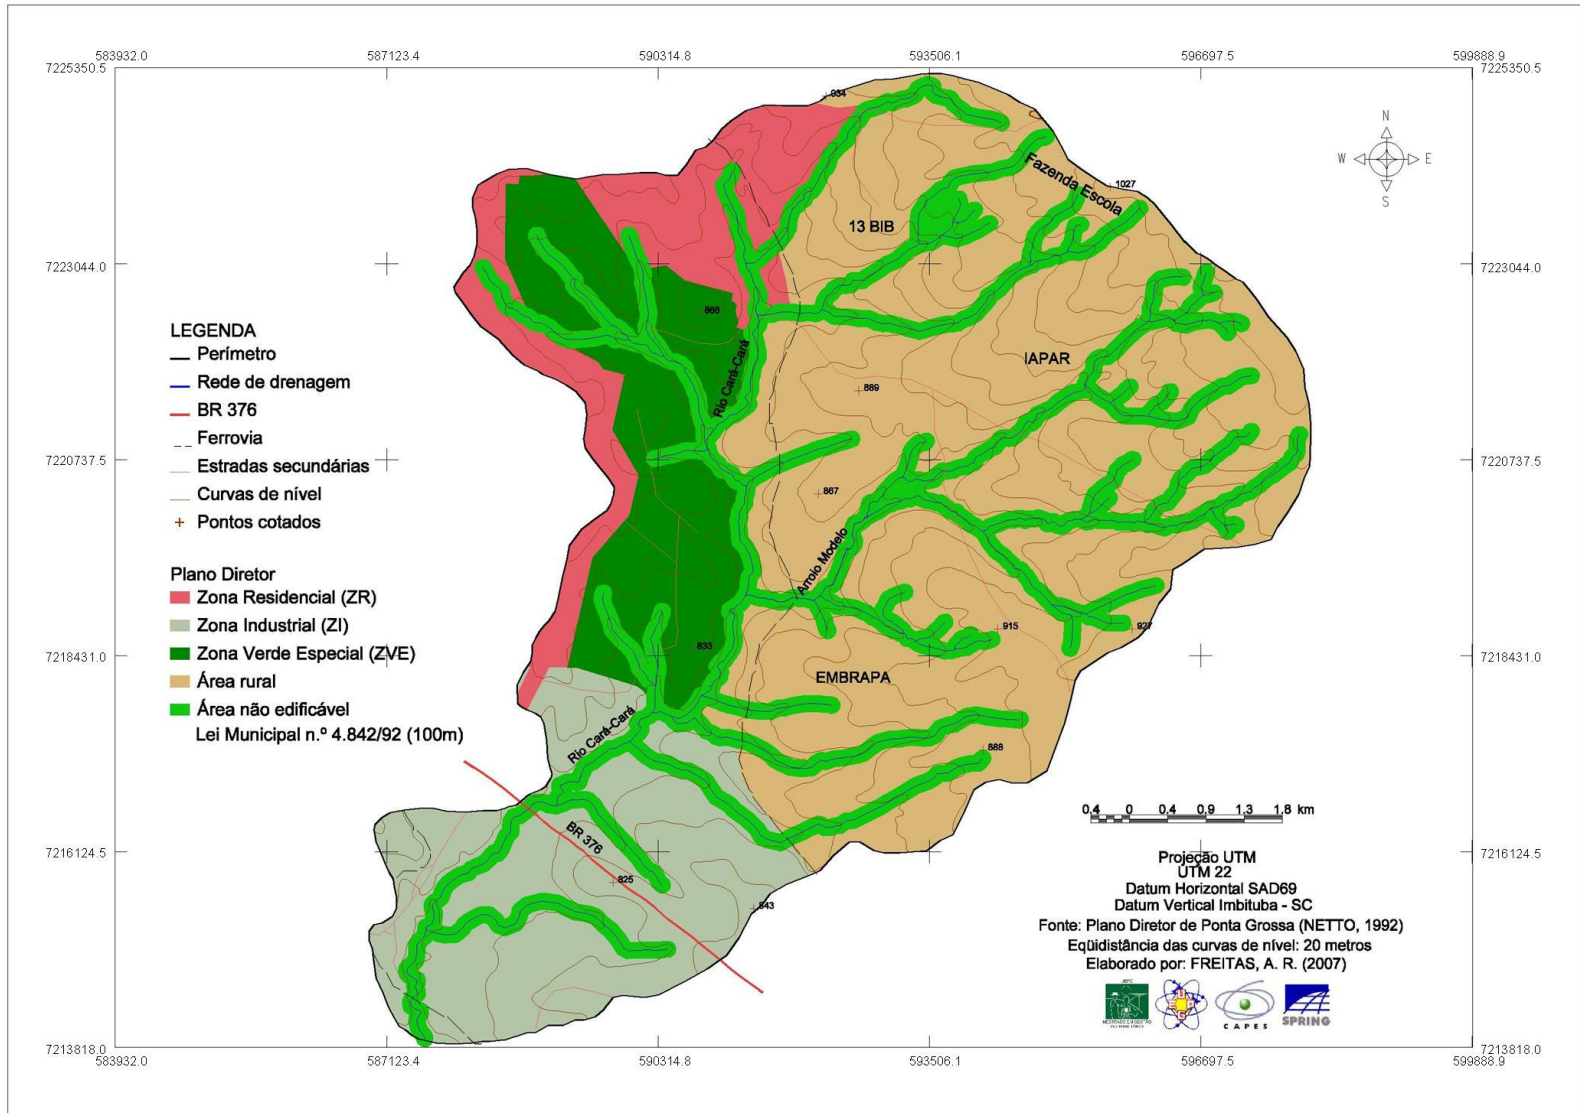 583932.0 587123.4 590314.8 593506.1 596697.5 599888.9
7225350.5 7225350.5
934
N
W E
S
Fazenda Escola
1027
13 BIB
7223044.0 7223044.0
866
LEGENDA
Perímetro
Rede de drenagem
BR 376
Ferrovia
Estradas secundárias
Curvas de nível
Pontos cotados
Rio Cará-Cará
IAPAR
889
7220737.5 7220737.5
867
Arroio Modelo
Plano Diretor
Zona Residencial (ZR)
Zona Industrial (ZI)
Zona Verde Especial (ZVE)
Área rural
Área não edificável
Lei Municipal n.º 4.842/92 (100m)
915
927
833
7218431.0 7218431.0
EMBRAPA
Rio Cará-Cará
888
0.4 0 0.4 0.9 1.3 1.8 km
BR 376
7216124.5 7216124.5
825
843
Projeção UTM
UTM 22
Datum Horizontal SAD69
Datum Vertical Imbituba - SC
Fonte: Plano Diretor de Ponta Grossa (NETTO, 1992)
Eqüidistância das curvas de nível: 20 metros
Elaborado por: FREITAS, A. R. (2007)
CAPES
SPRING
7213818.0 7213818.0
583932.0 587123.4 590314.8 593506.1 596697.5 599888.9